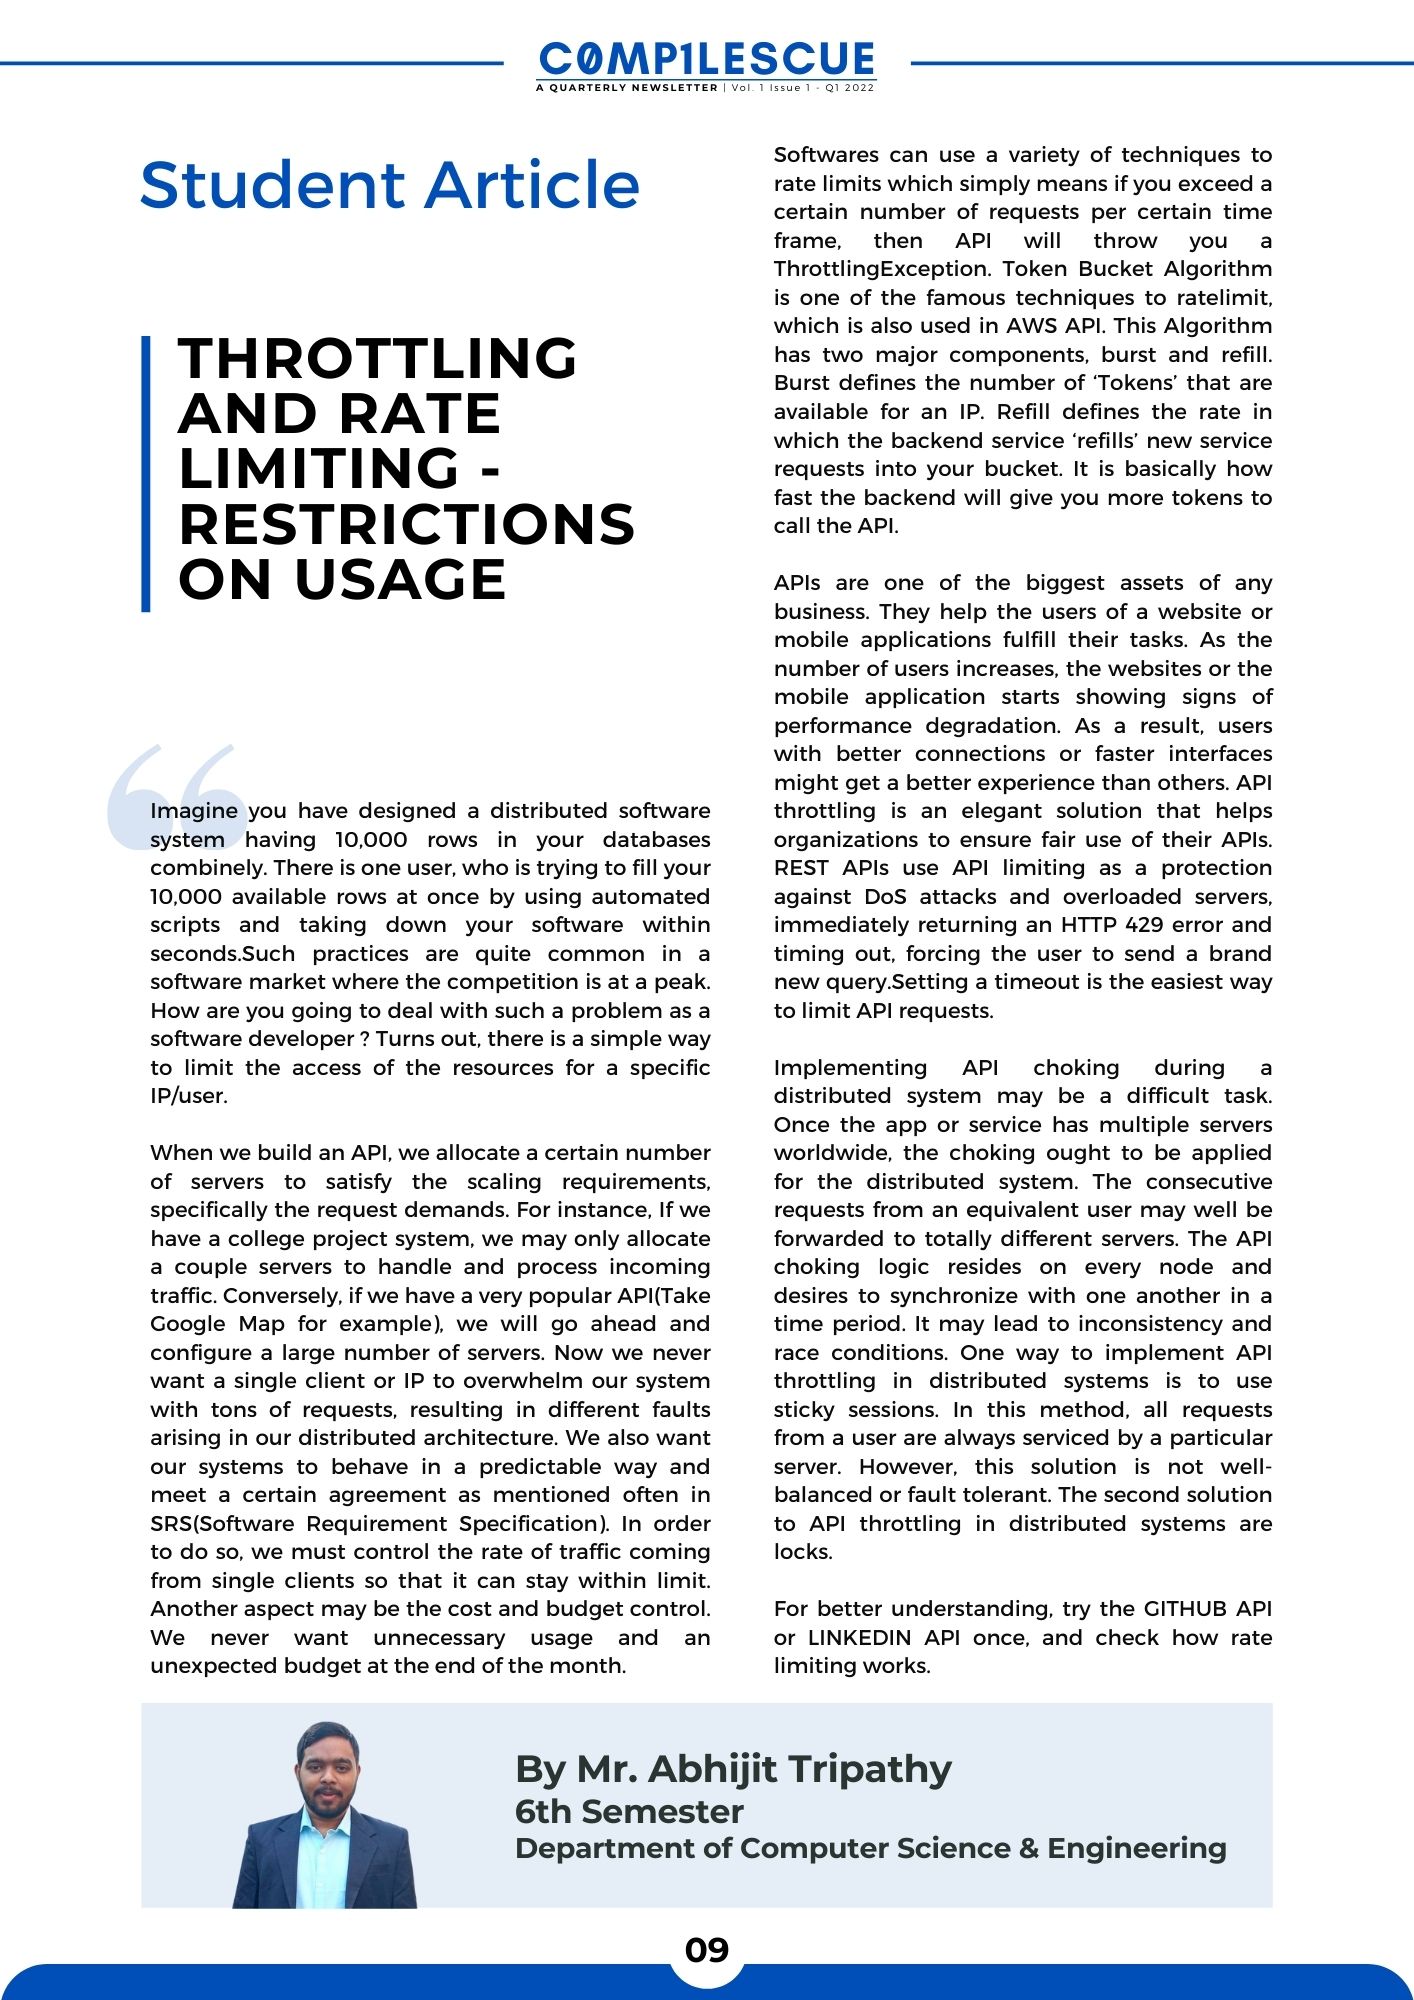 C0MP1LESCUE
A QUARTERLY NEWSLETTER | Vol. 1 Issue 1 - Q1 2022
Student Article
THROTTLING
AND RATE
LIMITING -
RESTRICTIONS
ON USAGE
Imagine you have designed a distributed software
system having 10,000 rows in your databases
combinely. There is one user, who is trying to fill your
10,000 available rows at once by using automated
scripts and taking down your software within
seconds.Such practices are quite common in a
software market where the competition is at a peak.
How are you going to deal with such a problem as a
software developer ? Turns out, there is a simple way
to limit the access of the resources for a specific
IP/user.
When we build an API, we allocate a certain number
of servers to satisfy the scaling requirements,
specifically the request demands. For instance, If we
have a college project system, we may only allocate
a couple servers to handle and process incoming
traffic. Conversely, if we have a very popular API(Take
Google Map for example), we will go ahead and
configure a large number of servers. Now we never
want a single client or IP to overwhelm our system
with tons of requests, resulting in different faults
arising in our distributed architecture. We also want
our systems to behave in a predictable way and
meet a certain agreement as mentioned often in
SRS(Software Requirement Specification). In order
to do so, we must control the rate of traffic coming
from single clients so that it can stay within limit.
Another aspect may be the cost and budget control.
We never want unnecessary usage and an
unexpected budget at the end of the month.
Softwares can use a variety of techniques to
rate limits which simply means if you exceed a
certain number of requests per certain time
frame, then API will throw you a
ThrottlingException. Token Bucket Algorithm
is one of the famous techniques to ratelimit,
which is also used in AWS API. This Algorithm
has two major components, burst and refill.
Burst defines the number of ‘Tokens’ that are
available for an IP. Refill defines the rate in
which the backend service ‘refills’ new service
requests into your bucket. It is basically how
fast the backend will give you more tokens to
call the API.
APIs are one of the biggest assets of any
business. They help the users of a website or
mobile applications fulfill their tasks. As the
number of users increases, the websites or the
mobile application starts showing signs of
performance degradation. As a result, users
with better connections or faster interfaces
might get a better experience than others. API
throttling is an elegant solution that helps
organizations to ensure fair use of their APIs.
REST APIs use API limiting as a protection
against DoS attacks and overloaded servers,
immediately returning an HTTP 429 error and
timing out, forcing the user to send a brand
new query.Setting a timeout is the easiest way
to limit API requests.
Implementing API choking during a
distributed system may be a difficult task.
Once the app or service has multiple servers
worldwide, the choking ought to be applied
for the distributed system. The consecutive
requests from an equivalent user may well be
forwarded to totally different servers. The API
choking logic resides on every node and
desires to synchronize with one another in a
time period. It may lead to inconsistency and
race conditions. One way to implement API
throttling in distributed systems is to use
sticky sessions. In this method, all requests
from a user are always serviced by a particular
server. However, this solution is not well-
balanced or fault tolerant. The second solution
to API throttling in distributed systems are
locks.
For better understanding, try the GITHUB API
or LINKEDIN API once, and check how rate
limiting works.
By Mr. Abhijit Tripathy
6th Semester
Department of Computer Science & Engineering
09